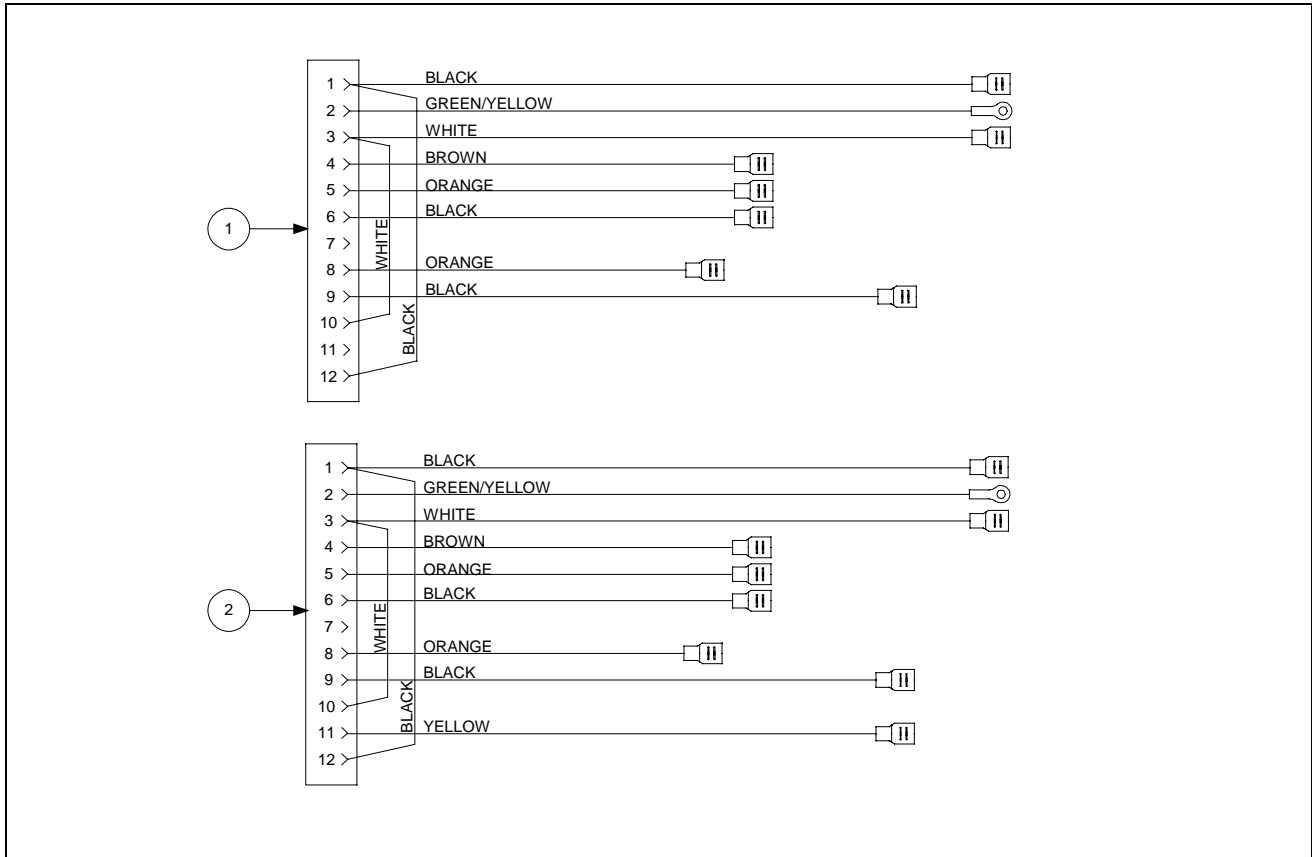 1 BLACK
2 GREEN/YELLOW
3 WHITE
4 BROWN
5 ORANGE
6 BLACK
1
7
WHITE
8 ORANGE
9 BLACK
10
BLACK
11
12
1 BLACK
2 GREEN/YELLOW
3 WHITE
4 BROWN
5 ORANGE
6 BLACK
2
7
WHITE
8 ORANGE
9 BLACK
10
BLACK
11 YELLOW
12